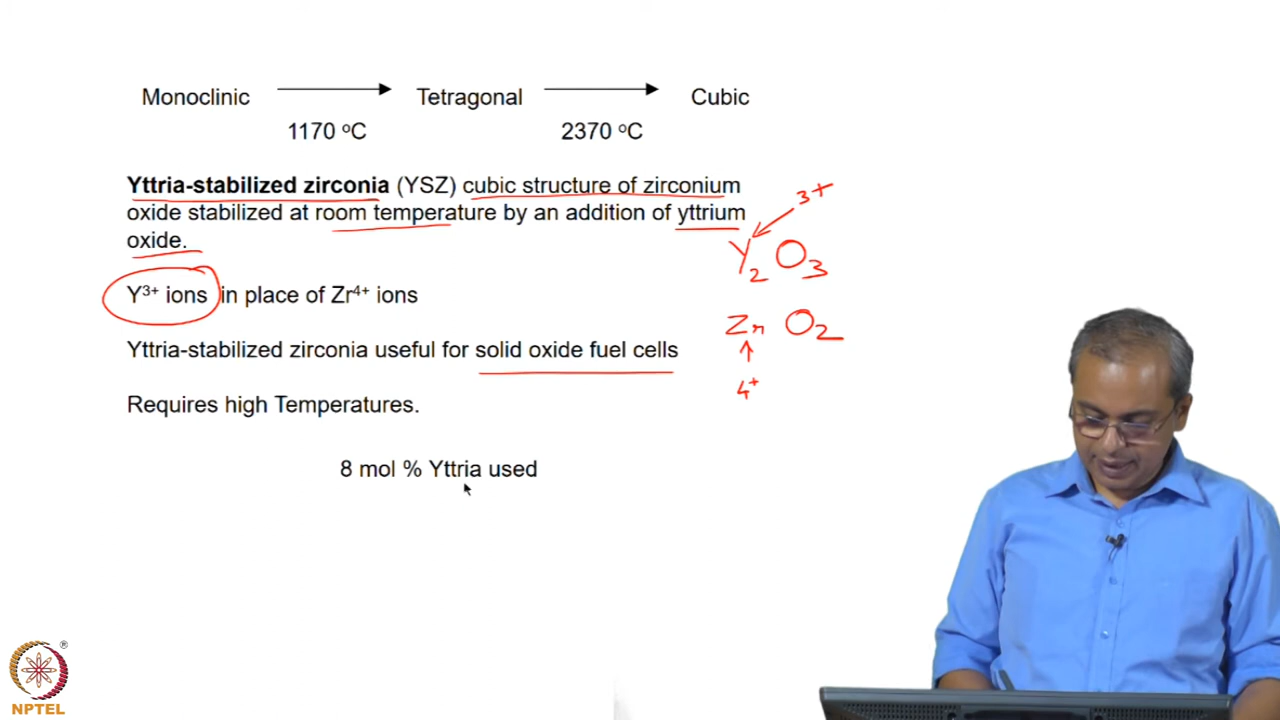 Monoclinic Tetragonal Cubic
1170 °C 2370 °C
Yttria-stabilized zirconia (YSZ) cubic structure of zirconium
oxide stabilized at room temperature by an addition of yttrium
oxide.
3+
Y₂O₃
Y³⁺ ions in place of Zr⁴⁺ ions
ZrO₂
4+
Yttria-stabilized zirconia useful for solid oxide fuel cells
Requires high Temperatures.
8 mol % Yttria used
®
NPTEL